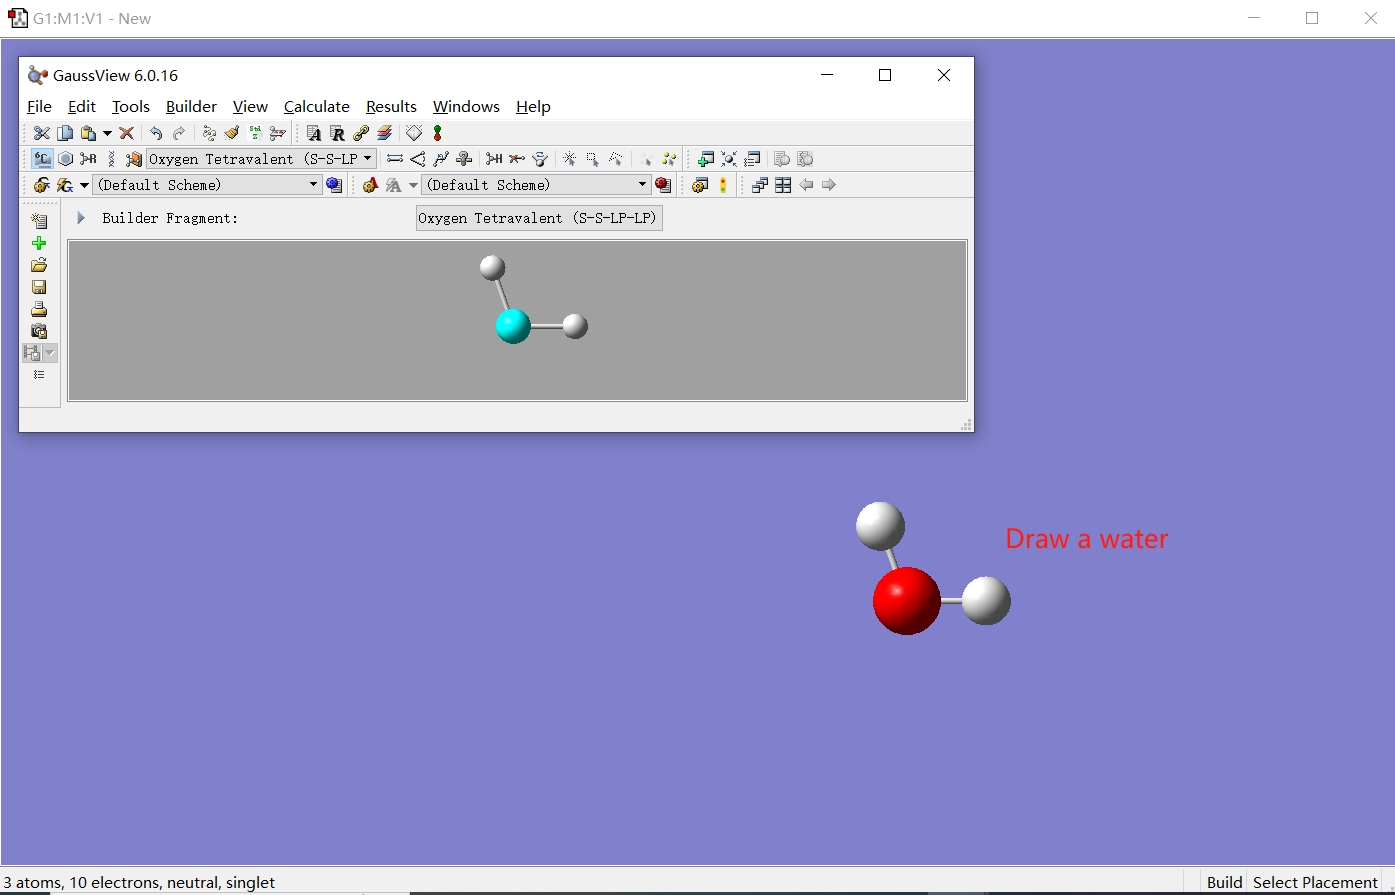 G1:M1:V1 - New
GaussView 6.0.16
File Edit Tools Builder View Calculate Results Windows Help
Oxygen Tetravalent (S-S-LP
(Default Scheme) (Default Scheme)
Builder Fragment: Oxygen Tetravalent (S-S-LP-LP)
Draw a water
3 atoms, 10 electrons, neutral, singlet Build Select Placement